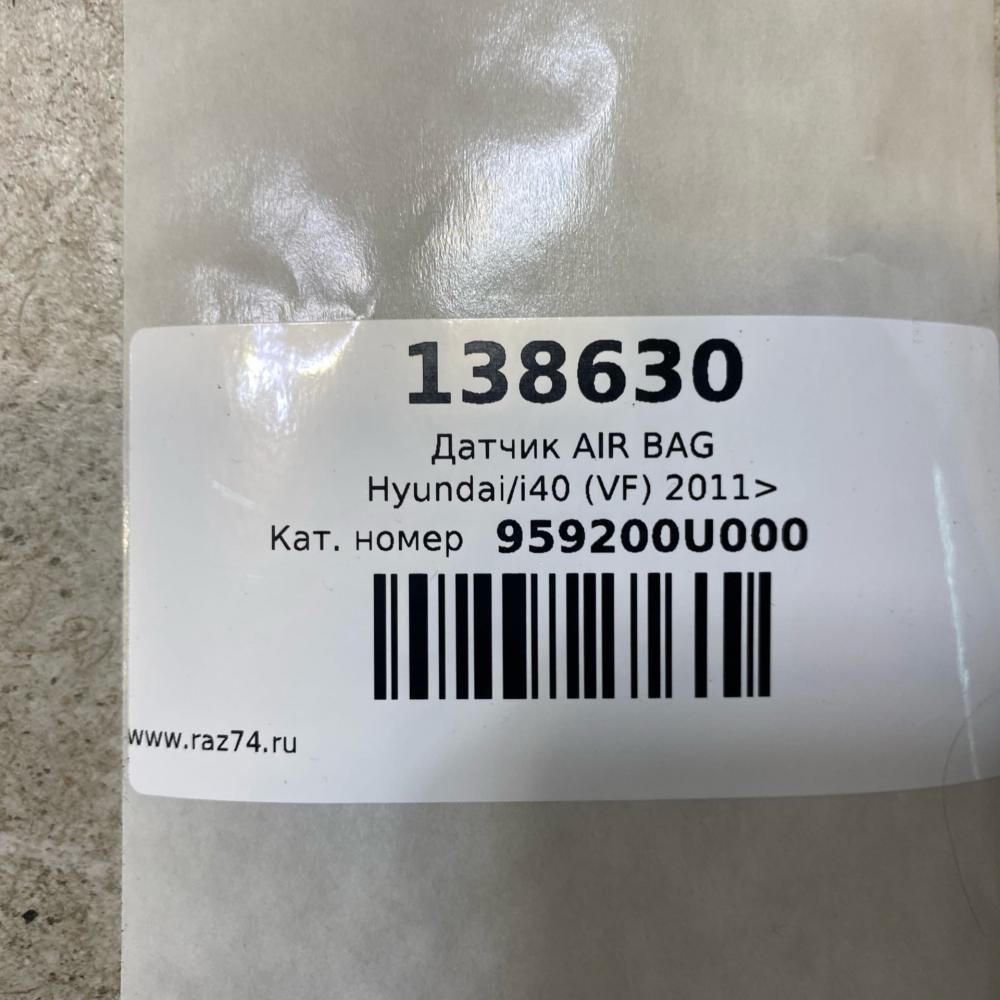 138630
Датчик AIR BAG
Hyundai/i40 (VF) 2011>
Кат. номер 959200U000
www.raz74.ru